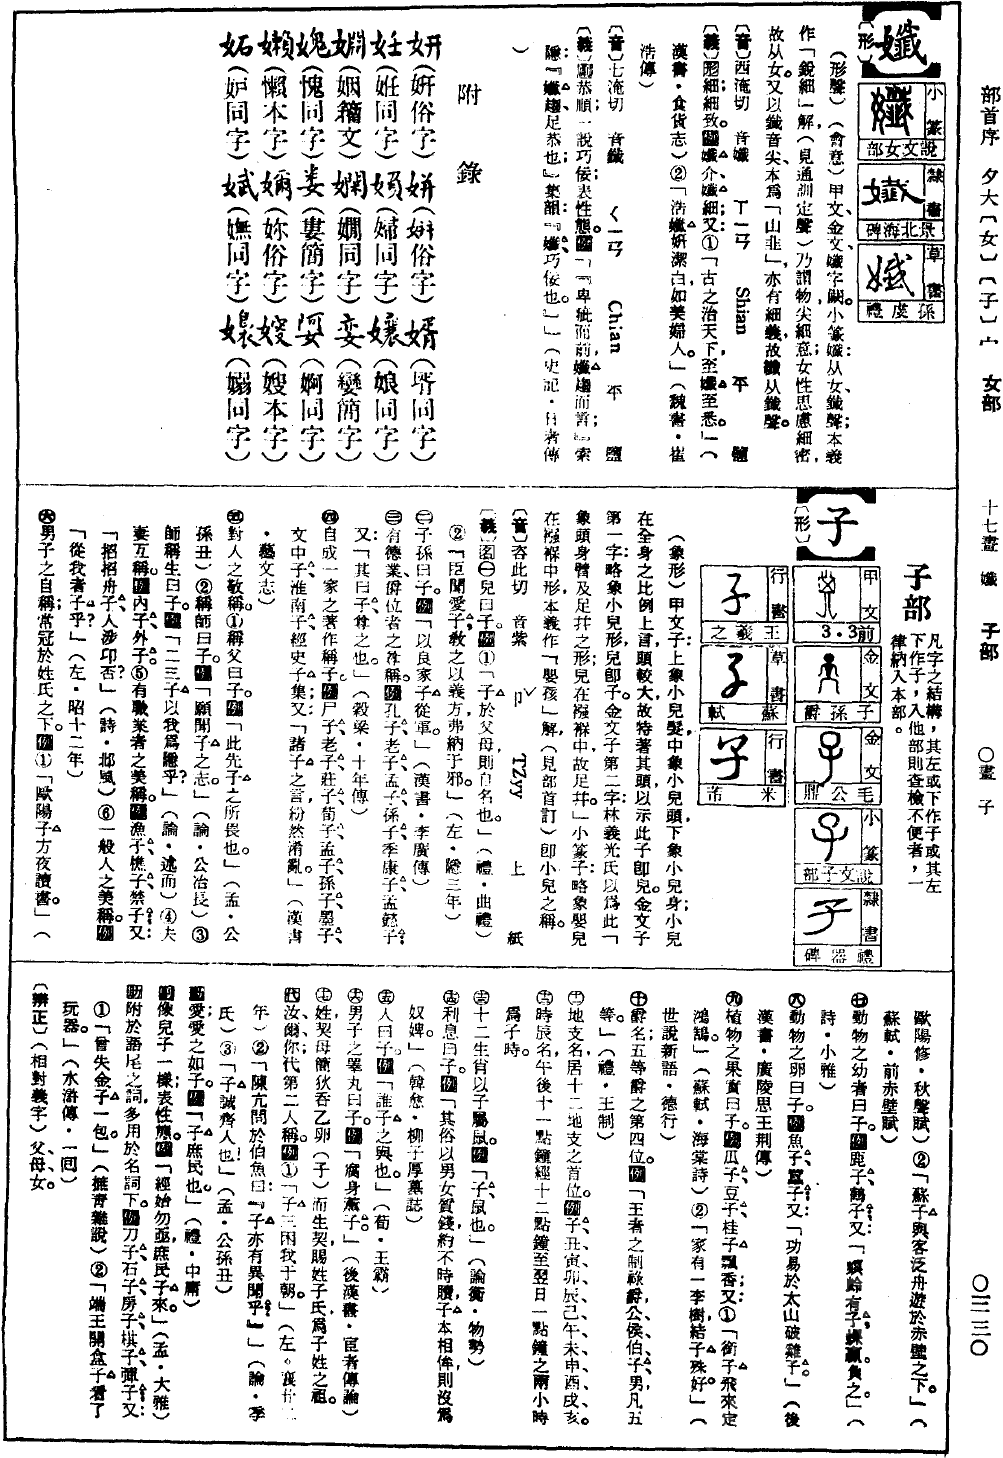 部首序 夕大〔女〕〔子〕宀 女部 十七畫 孅 子部 〇畫 子 〇三三〇
孅
〔形〕
小篆 說文女部
隸書 景北海碑
草書 孫虔禮
（形聲）（會意）甲文、金文孅字闕。小篆孅：从女，韱聲；本義
作「銳細」解（見通訓定聲）乃謂物尖細意；女性思慮細密，
故从女。又以韱音尖，本爲「山韭」，亦有細義，故孅从韱聲。
〔音〕西淹切 音孅 ㄒㄧㄢ Shian 平 鹽
〔義〕形細；細致。例孅介、孅細；又：①「古之治天下，至孅至悉。」（
漢書・食貨志）②「浩孅妍潔白，如美婦人。」（魏書・崔
浩傳）
〔音〕七淹切 音籤 ㄑㄧㄢ Chian 平 鹽
〔義〕副恭順；一說巧佞；表性態。例「『卑疵而前，孅趨而言。』索
隱：『孅趨，足恭也。』集韻：『孅，巧佞也。』」（史記・日者傳
）
附錄
妍（姸俗字）姘（姘俗字）婿（壻同字）
妊（姙同字）媍（婦同字）孃（娘同字）
婣（姻籀文）嫻（嫺同字）娈（孌簡字）
媿（愧同字）娄（婁簡字）妸（婀同字）
嬾（懶本字）嬭（妳俗字）㛐（嫂本字）
妬（妒同字）娬（嫵同字）嬝（嫋同字）
子部
凡字之結構，其左或下作子或其左
下作子，入他部則查檢不便者，一
律納入本部。
子
〔形〕
甲文 前3・3
金文 子孫爵
金文 毛公鼎
小篆 說文子部
隸書 禮器碑
行書 王羲之
草書 蘇軾
行書 米芾
（象形）甲文子：上象小兒髮，中象小兒頭，下象小兒身；小兒
在全身之比例上言，頭較大，故特著其頭以示此子卽兒。金文子
第一字：略象小兒形，兒卽子。金文子第二字：林義光氏以爲此「
象頭身臂及足幷之形；兒在襁褓中，故足幷。」小篆子：略象嬰兒
在襁褓中形，本義作「嬰孩」解（見部首訂）卽小兒之稱。
〔音〕咨此切 音紫 ㄗˇ TZyy 上 紙
〔義〕名㊀兒曰子。例①「子於父母，則自名也。」（禮・曲禮）
②「臣聞愛子，敎之以義方，弗納于邪。」（左・隱三年）
㊁子孫曰子。例「以良家子從軍。」（漢書・李廣傳）
㊂有德業爵位者之尊稱。例孔子、老子、孟子、孫子、季康子、孟懿子；
又：「其曰子，尊之也。」（穀梁・十年傳）
㊃自成一家之著作稱子。例尸子、老子、莊子、荀子、孟子、孫子、墨子、
文中子、淮南子、經史子集；又：「諸子之言，紛然淆亂。」（漢書
・藝文志）
㊄對人之敬稱。①稱父曰子。例「此先子之所畏也。」（孟・公
孫丑）②稱師曰子。例「願聞子之志。」（論・公冶長）③
師稱生曰子。例「二三子以我爲隱乎？」（論・述而）④夫
妻互稱。例內子、外子。⑤有職業者之美稱。例漁子、樵子、祭子；又：
「招招舟子，人涉卬否？」（詩・邶風）⑥一般人之美稱。例
「從我者子乎？」（左・昭十二年）
㊅男子之自稱；常冠於姓氏之下。例①「歐陽子方夜讀書。」（
歐陽修・秋聲賦）②「蘇子與客泛舟遊於赤壁之下。」（
蘇軾・前赤壁賦）
㊆動物之幼者曰子。例鹿子、鶴子；又：「螟蛉有子，蜾蠃負之。」（
詩・小雅）
㊇動物之卵曰子。例魚子、蠶子；又：「功易於太山破雞子。」（後
漢書・廣陵思王荆傳）
㊈植物之果實曰子。例瓜子、豆子、桂子飄香；又：①「銜子飛來定
鴻鵠。」（蘇軾・海棠詩）②「家有一李樹，結子殊好。」（
世說新語・德行）
㊉爵名，五等爵之第四位。例「王者之制祿爵，公、侯、伯、子、男，凡五
等。」（禮・王制）
地支名，居十二地支之首位。例子、丑、寅、卯、辰、巳、午、未、申、酉、戌、亥。
時辰名，午後十一點鐘經十二點鐘至翌日一點鐘之兩小時
爲子時。
十二生肖以子屬鼠。例「子，鼠也。」（論衡・物勢）
利息曰子。例「其俗以男女質錢，約不時贖，子本相侔，則沒爲
奴婢。」（韓愈・柳子厚墓誌）
人曰子。例「誰子之與也。」（荀・王霸）
男子之睪丸曰子。例「腐身薰子。」（後漢書・宦者傳論）
姓，契母簡狄吞乙卵（子）而生契，賜姓子氏，爲子姓之祖。
代汝、爾、你，代第二人稱。例①「子三困我于朝。」（左・襄廿二
年）②「陳亢問於伯魚曰：『子亦有異聞乎？』」（論・季
氏）③「子誠齊人也！」（孟・公孫丑）
動愛；愛之如子。例「子庶民也。」（禮・中庸）
副像兒子一樣；表性態。例「經始勿亟，庶民子來。」（孟・大雅）
助附於語尾之詞，多用於名詞下。例刀子、石子、房子、棋子、彈子；又：
①「曾失金子一包。」（摭靑雜說）②「端王開盒子看了
玩器。」（水滸傳・一回）
〔辨正〕（相對義字）父、母、女。